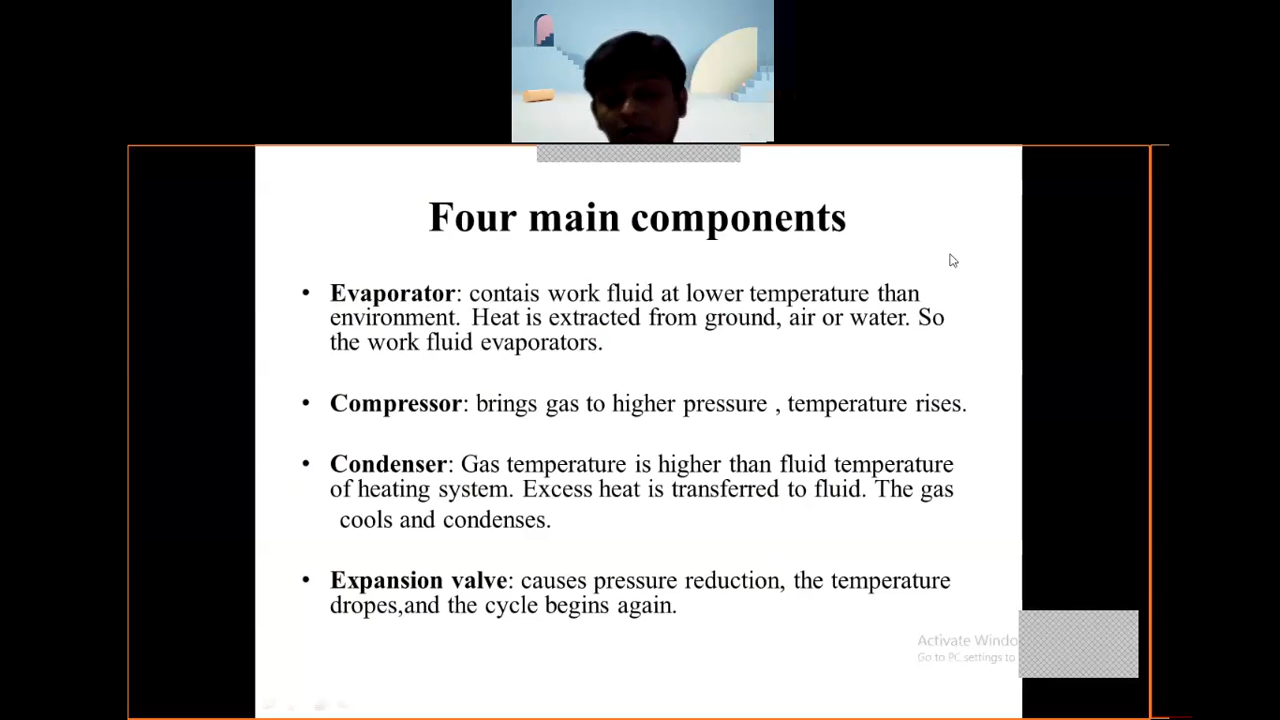 Four main components
• Evaporator: contais work fluid at lower temperature than
environment. Heat is extracted from ground, air or water. So
the work fluid evaporators.
• Compressor: brings gas to higher pressure , temperature rises.
• Condenser: Gas temperature is higher than fluid temperature
of heating system. Excess heat is transferred to fluid. The gas
cools and condenses.
• Expansion valve: causes pressure reduction, the temperature
dropes,and the cycle begins again.
Activate Windo
Go to PC settings to